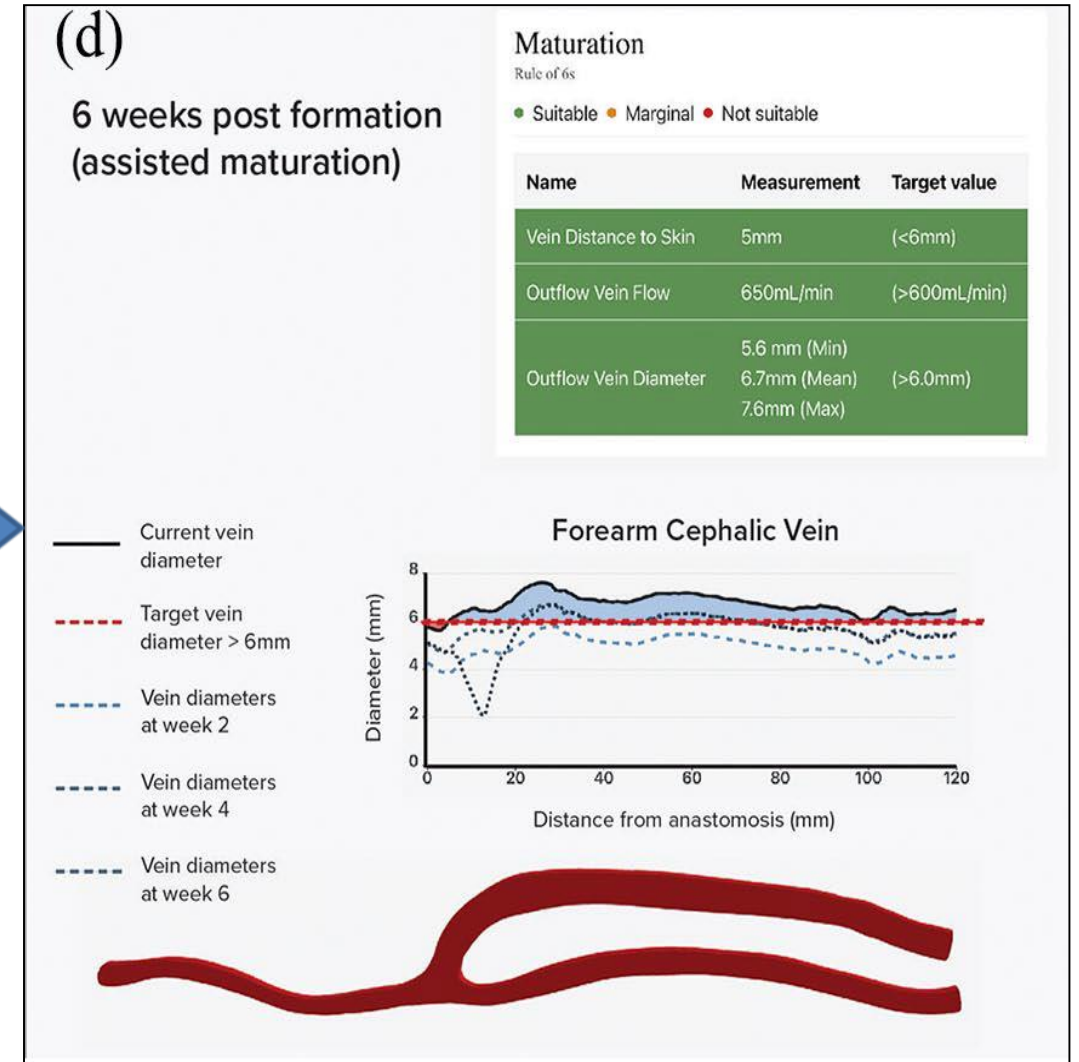 (d)
6 weeks post formation
(assisted maturation)
Maturation
Rule of 6s
Suitable Marginal Not suitable
Name Measurement Target value
Vein Distance to Skin 5mm (<6mm)
Outflow Vein Flow 650mL/min (>600mL/min)
5.6 mm (Min)
Outflow Vein Diameter 6.7mm (Mean) (>6.0mm)
7.6mm (Max)
Current vein
diameter
Target vein
diameter > 6mm
Vein diameters
at week 2
Vein diameters
at week 4
Vein diameters
at week 6
Forearm Cephalic Vein
Diameter (mm)
8
6
4
2
0
0 20 40 60 80 100 120
Distance from anastomosis (mm)